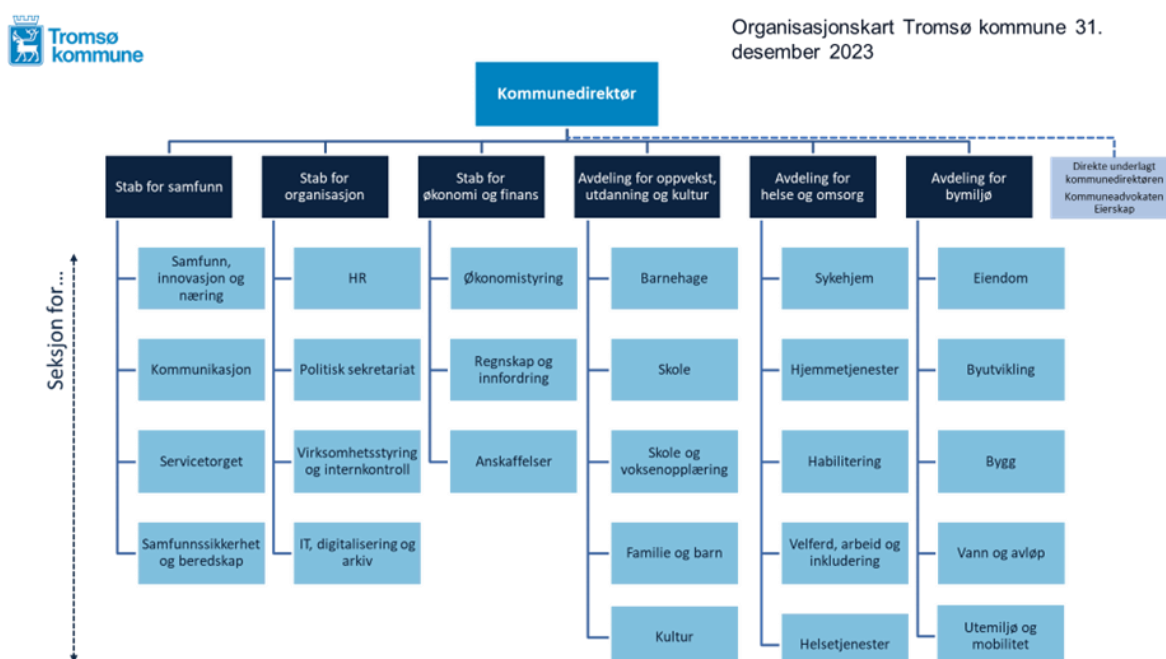 Tromsø
kommune
Organisasjonskart Tromsø kommune 31.
desember 2023
Kommunedirektør
Stab for samfunn
Stab for
organisasjon
Stab for
økonomi og finans
Avdeling for oppvekst,
utdanning og kultur
Avdeling for
helse og omsorg
Avdeling for
bymiljø
Direkte underlagt
kommunedirektøren
Kommuneadvokaten
Eierskap
Seksjon for...
Samfunn,
innovasjon og
næring
HR
Økonomistyring
Barnehage
Sykehjem
Eiendom
Kommunikasjon
Politisk sekretariat
Regnskap og
innfordring
Skole
Hjemmetjenester
Byutvikling
Servicetorget
Virksomhetsstyring
og internkontroll
Anskaffelser
Skole og
voksenopplæring
Habilitering
Bygg
Samfunnssikkerhet
og beredskap
IT, digitalisering og
arkiv
Familie og barn
Velferd, arbeid og
inkludering
Vann og avløp
Kultur
Helsetjenester
Utemiljø og
mobilitet